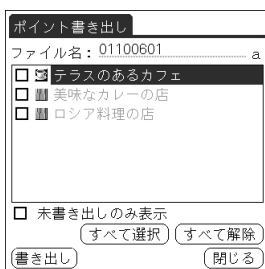 ポイント書き出し
ファイル名: 01100601 a
テラスのあるカフェ
美味なカレーの店
ロシア料理の店
未書き出しのみ表示
すべて選択 すべて解除
書き出し 閉じる